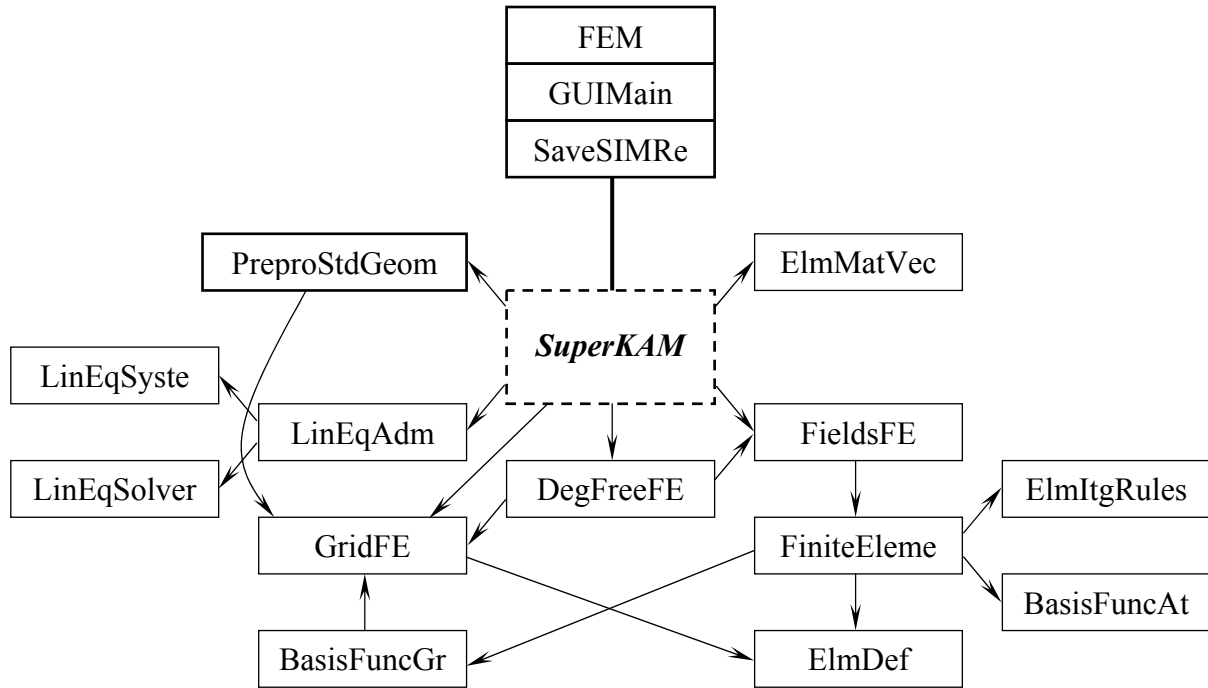 FEM
GUIMain
SaveSIMRe
PreproStdGeom
ElmMatVec
SuperKAM
LinEqSyste
LinEqAdm
FieldsFE
LinEqSolver
DegFreeFE
ElmItgRules
GridFE
FiniteEleme
BasisFuncAt
BasisFuncGr
ElmDef